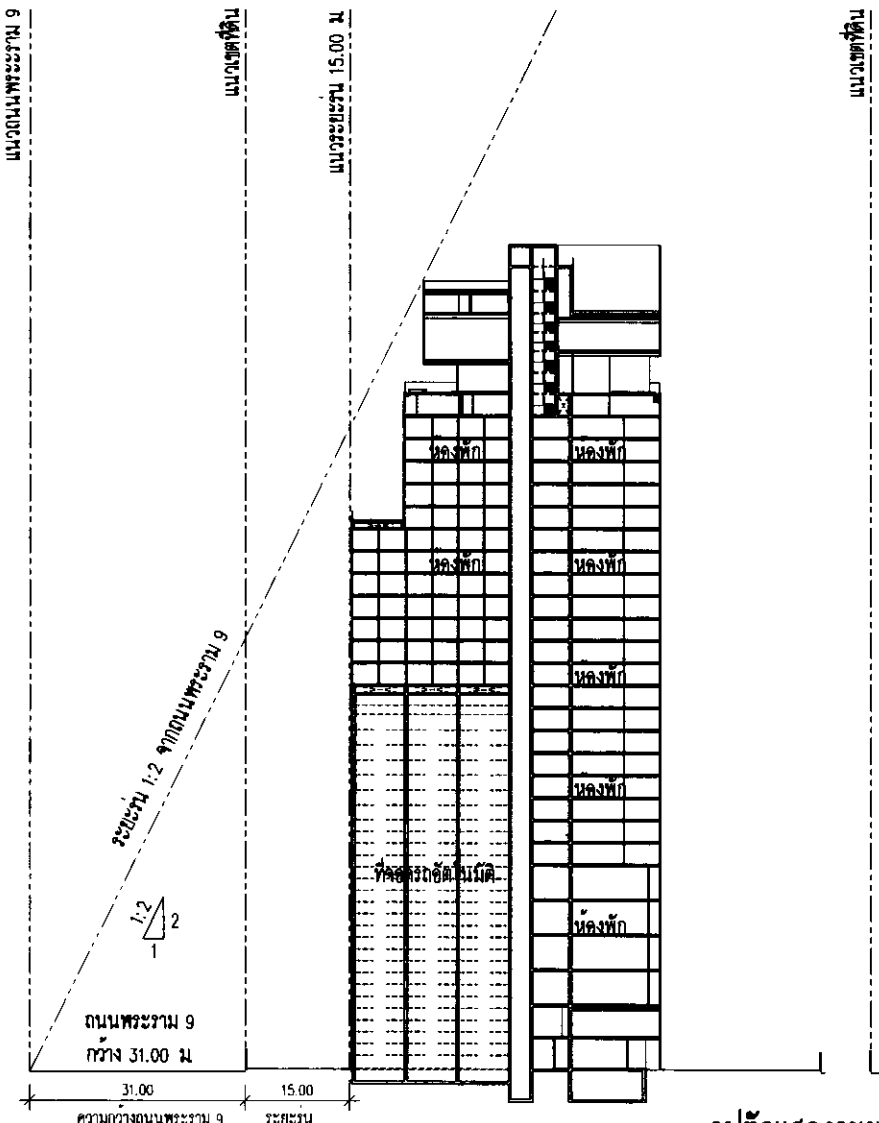 แนวถนนพระราม 9
แนวเขตที่ดิน
แนวระยะร่น 15.00 ม
แนวเขตที่ดิน
ห้องพัก
ห้องพัก
ห้องพัก
ห้องพัก
ระยะร่น 1:2 จากถนนพระราม 9
ห้องพัก
ห้องพัก
ที่จอดรถอัตโนมัติ
1:2
2
1
ห้องพัก
ถนนพระราม 9
กว้าง 31.00 ม
31.00
15.00
ความกว้างถนนพระราม 9
ระยะร่น